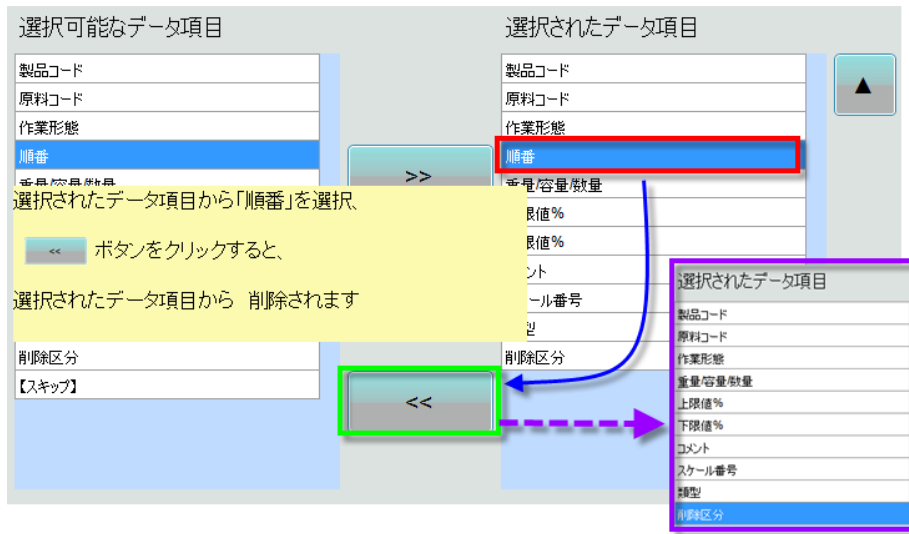 選択可能なデータ項目
製品コード
原料コード
作業形態
順番
重量/容量/数量
選択されたデータ項目から「順番」を選択、
<< ボタンをクリックすると、
選択されたデータ項目から 削除されます
削除区分
【スキップ】
>>
<<
選択されたデータ項目
製品コード
原料コード
作業形態
順番
重量/容量/数量
限値%
限値%
ント
ール番号
型
削除区分
▲
選択されたデータ項目
製品コード
原料コード
作業形態
重量/容量/数量
上限値%
下限値%
コメント
スケール番号
類型
削除区分